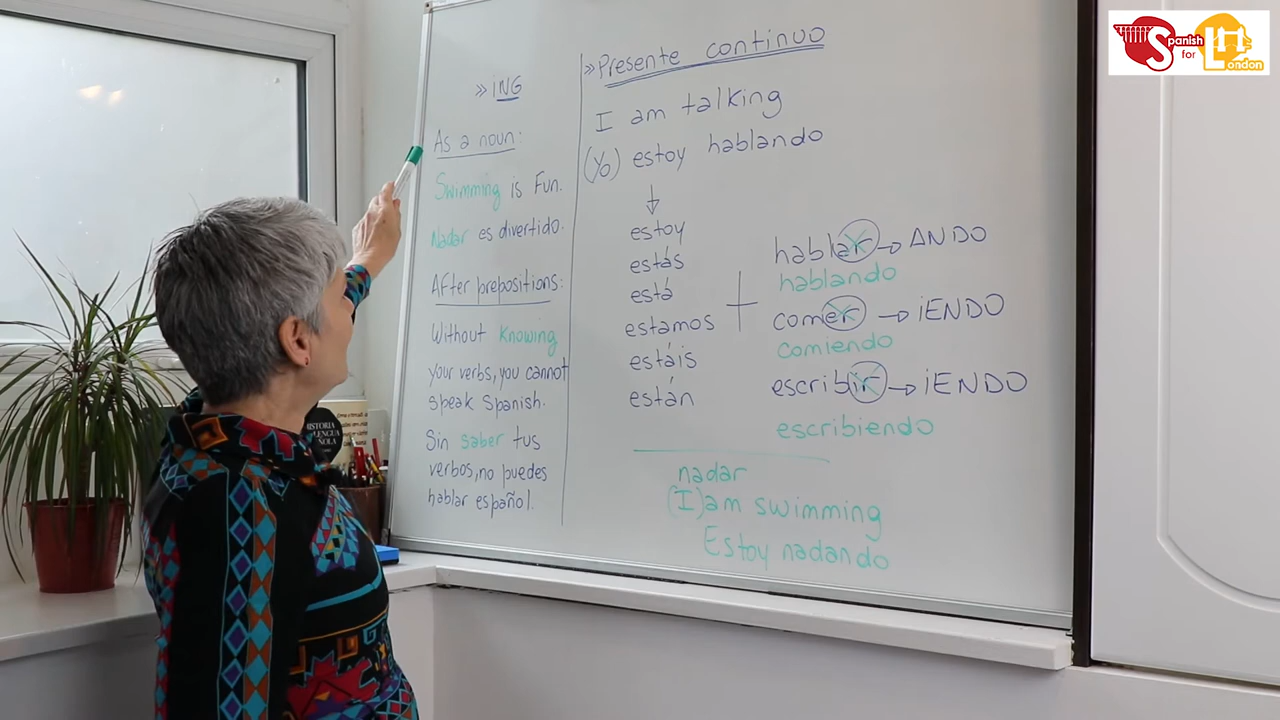 » iNG
As a noun:
Swimming is Fun.
Nadar es divertido.
After prepositions:
Without knowing
your verbs, you cannot
speak Spanish.
Sin saber tus
verbos, no puedes
hablar español.
» Presente continuo
I am talking
(Yo) estoy hablando
estoy
estás
está
estamos
estáis
están
+
hablar → ANDO
hablando
comer → iENDO
comiendo
escribir → iENDO
escribiendo
nadar
(I) am swimming
Estoy nadando
Spanish
for
London
HISTORIA